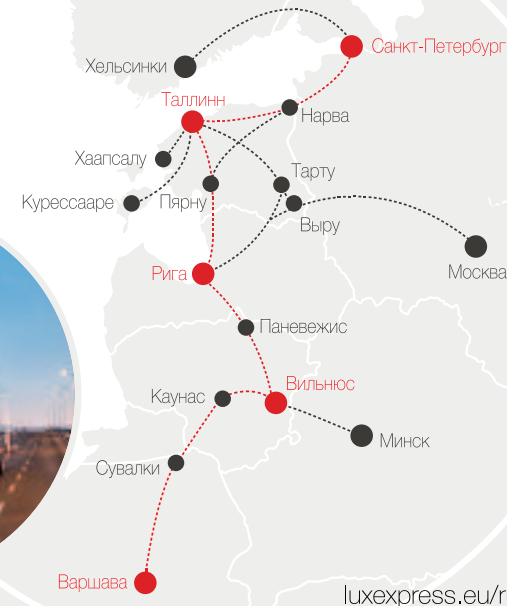 Санкт-Петербург
Хельсинки
Таллинн
Нарва
Хаапсалу
Тарту
Курессааре
Пярну
Выру
Москва
Рига
Паневежис
Вильнюс
Каунас
Минск
Сувалки
Варшава
luxexpress.eu/r